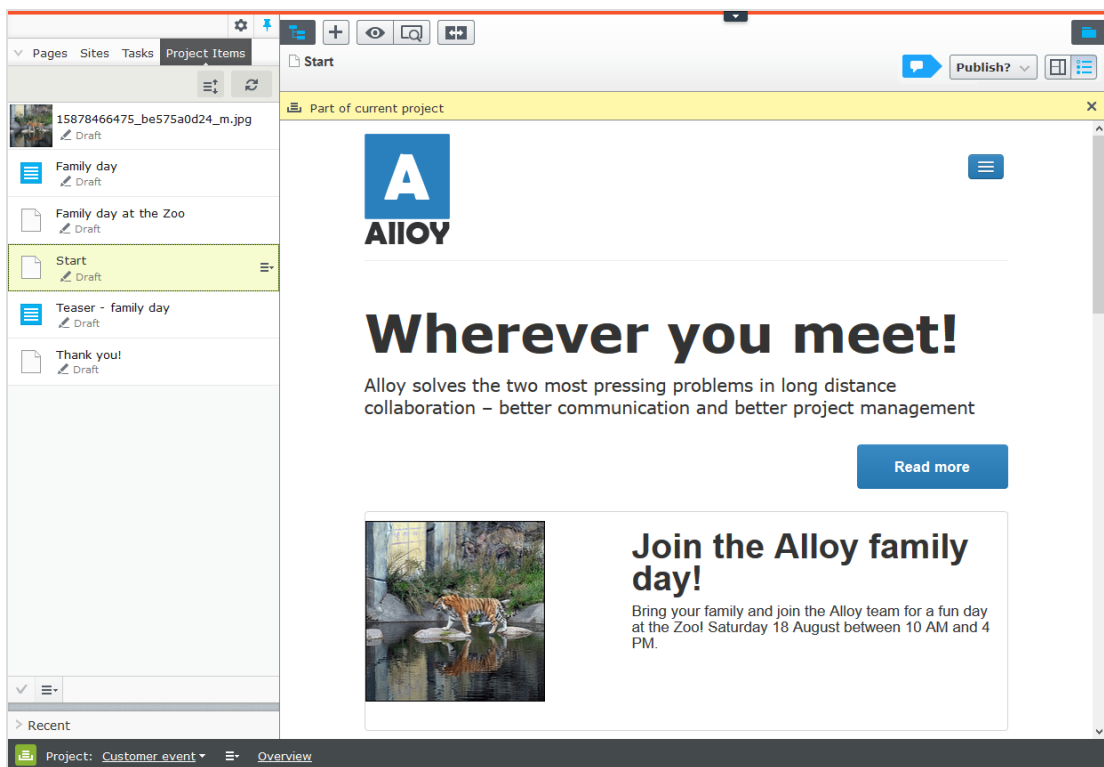 Pages Sites Tasks Project Items
15878466475_be575a0d24_m.jpg
Draft
Family day
Draft
Family day at the Zoo
Draft
Start
Draft
Teaser - family day
Draft
Thank you!
Draft
Recent
Start
Publish?
Part of current project
A
Alloy
Wherever you meet!
Alloy solves the two most pressing problems in long distance
collaboration – better communication and better project management
Read more
Join the Alloy family
day!
Bring your family and join the Alloy team for a fun day
at the Zoo! Saturday 18 August between 10 AM and 4
PM.
Project: Customer event Overview